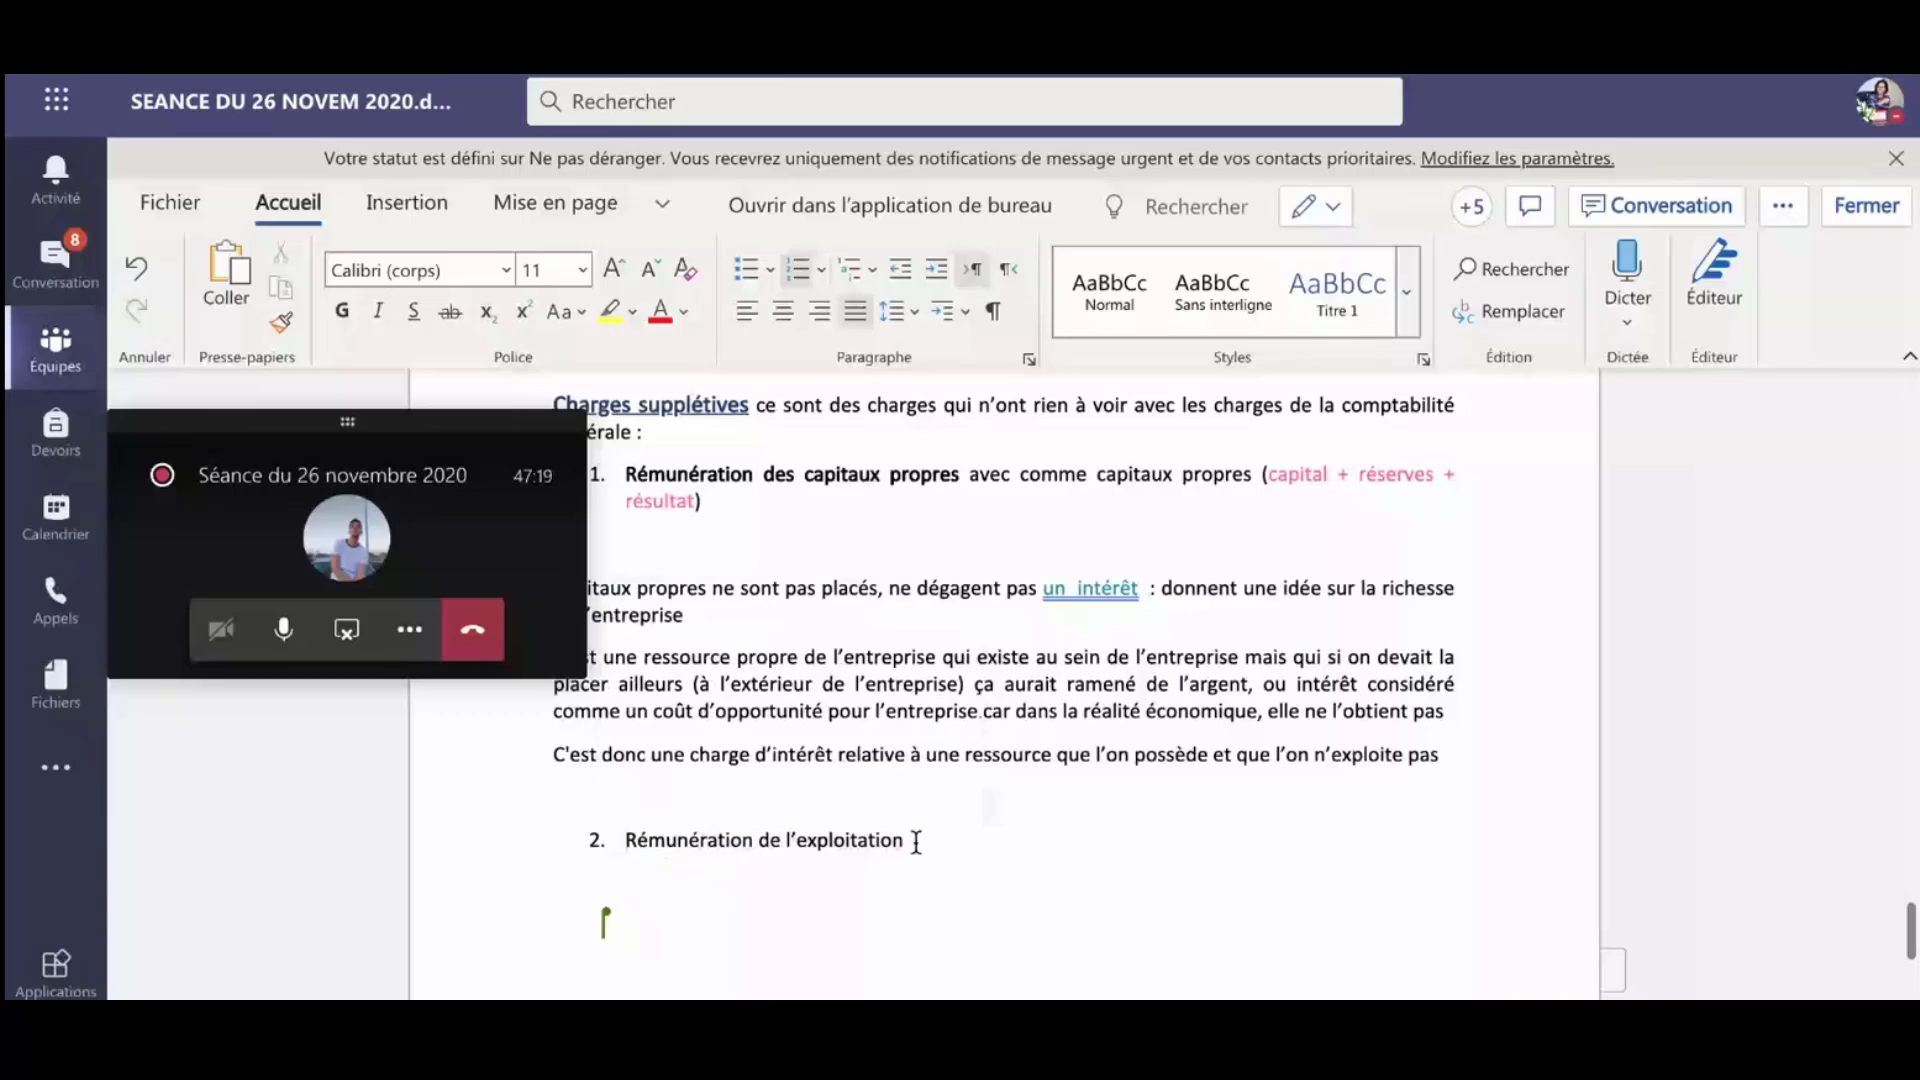 SEANCE DU 26 NOVEM 2020.d...
Rechercher
Votre statut est défini sur Ne pas déranger. Vous recevrez uniquement des notifications de message urgent et de vos contacts prioritaires. Modifiez les paramètres.
Activité
8
Conversation
Équipes
Devoirs
Calendrier
Appels
Fichiers
Applications
Fichier Accueil Insertion Mise en page Ouvrir dans l'application de bureau Rechercher +5 Conversation Fermer
Coller
Calibri (corps) 11
G I S ab x₂ x² Aa A
AaBbCc AaBbCc AaBbCc
Normal Sans interligne Titre 1
Rechercher
Remplacer
Dicter
Éditeur
Annuler Presse-papiers Police Paragraphe Styles Édition Dictée Éditeur
Charges supplétives ce sont des charges qui n'ont rien à voir avec les charges de la comptabilité
érale :
Séance du 26 novembre 2020 47:19
1. Rémunération des capitaux propres avec comme capitaux propres (capital + réserves +
résultat)
itaux propres ne sont pas placés, ne dégagent pas un intérêt : donnent une idée sur la richesse
'entreprise
st une ressource propre de l'entreprise qui existe au sein de l'entreprise mais qui si on devait la
placer ailleurs (à l'extérieur de l'entreprise) ça aurait ramené de l'argent, ou intérêt considéré
comme un coût d'opportunité pour l'entreprise.car dans la réalité économique, elle ne l'obtient pas
C'est donc une charge d'intérêt relative à une ressource que l'on possède et que l'on n'exploite pas
2. Rémunération de l'exploitation